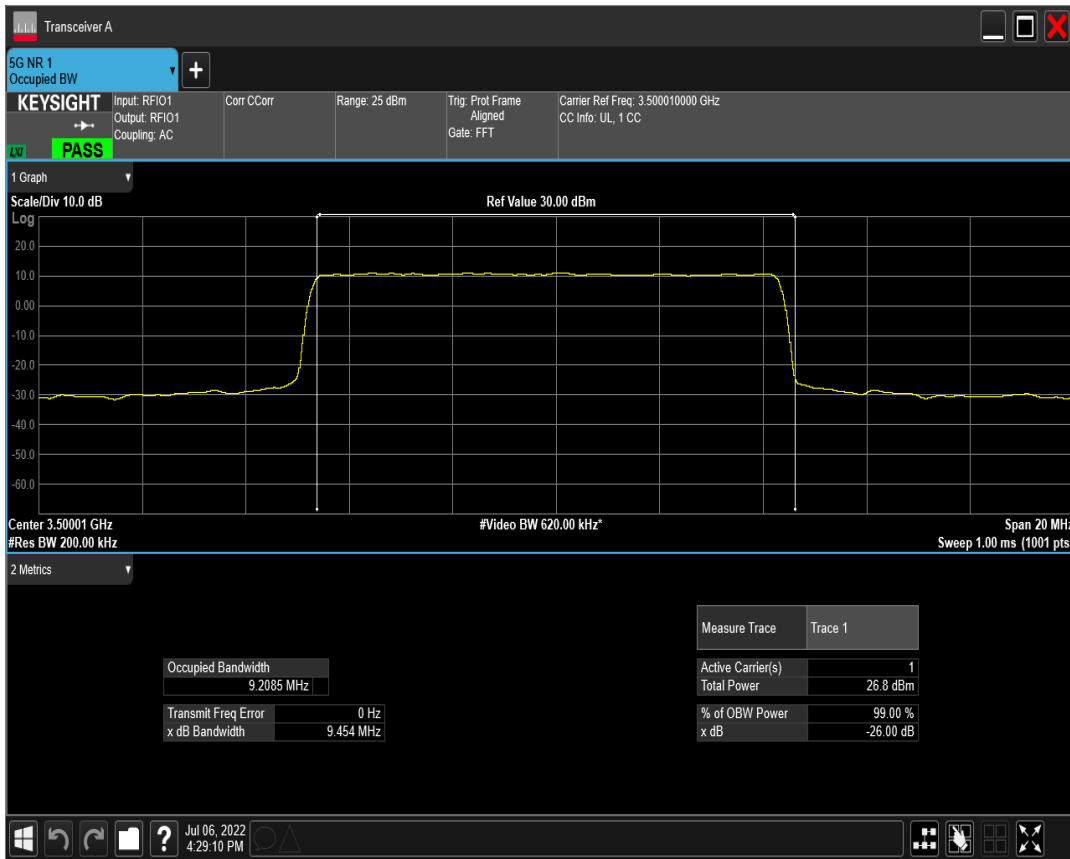 Transceiver A
5G NR 1
Occupied BW
KEYSIGHT
LXI
PASS
Input: RFIO1
Output: RFIO1
Coupling: AC
Corr CCorr
Range: 25 dBm
Trig: Prot Frame
Aligned
Gate: FFT
Carrier Ref Freq: 3.500010000 GHz
CC Info: UL, 1 CC
1 Graph
Scale/Div 10.0 dB
Ref Value 30.00 dBm
Log
20.0
10.0
0.00
-10.0
-20.0
-30.0
-40.0
-50.0
-60.0
Center 3.50001 GHz
#Video BW 620.00 kHz*
Span 20 MHz
#Res BW 200.00 kHz
Sweep 1.00 ms (1001 pts
2 Metrics
Measure Trace Trace 1
Occupied Bandwidth
9.2085 MHz
Active Carrier(s) 1
Total Power 26.8 dBm
Transmit Freq Error 0 Hz
x dB Bandwidth 9.454 MHz
% of OBW Power 99.00 %
x dB -26.00 dB
?
Jul 06, 2022
4:29:10 PM